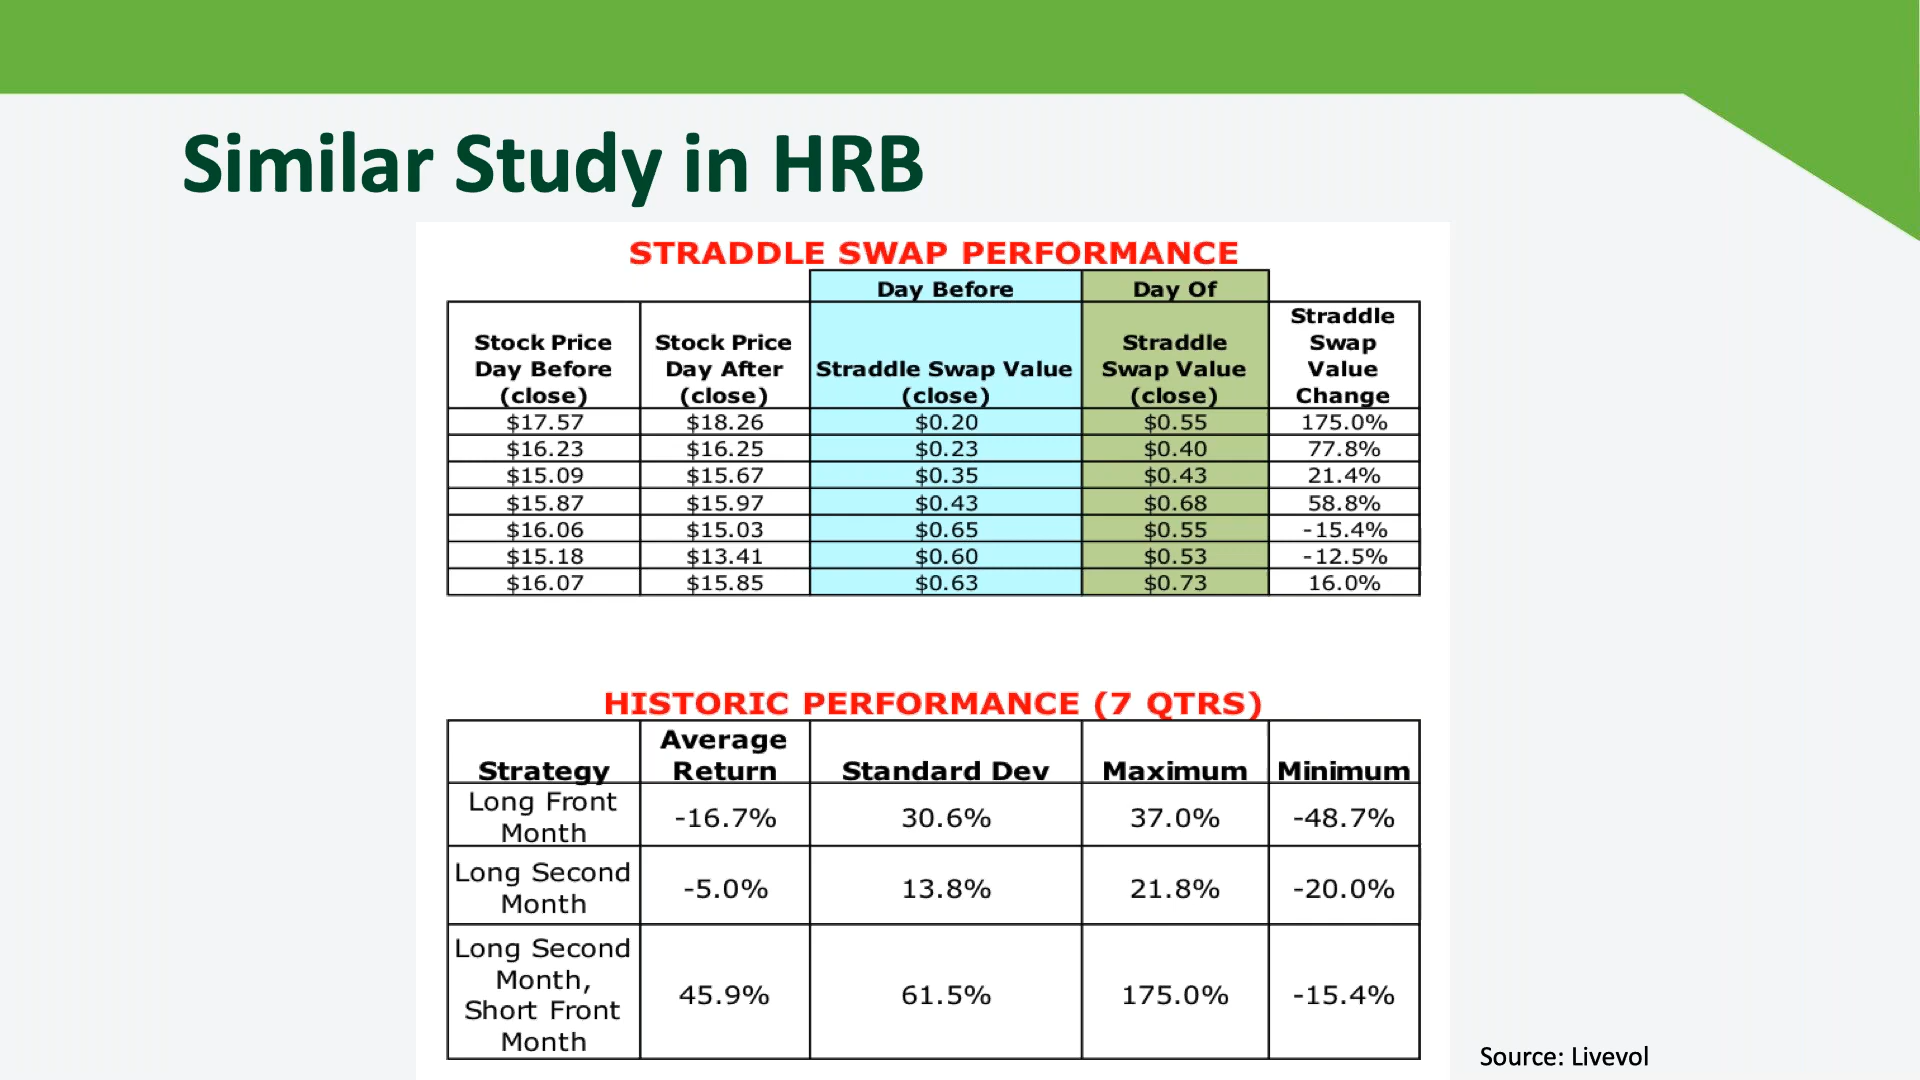 Similar Study in HRB
STRADDLE SWAP PERFORMANCE
Day Before Day Of
Stock Price Day Before (close) Stock Price Day After (close) Straddle Swap Value (close) Straddle Swap Value (close) Straddle Swap Value Change
$17.57 $18.26 $0.20 $0.55 175.0%
$16.23 $16.25 $0.23 $0.40 77.8%
$15.09 $15.67 $0.35 $0.43 21.4%
$15.87 $15.97 $0.43 $0.68 58.8%
$16.06 $15.03 $0.65 $0.55 -15.4%
$15.18 $13.41 $0.60 $0.53 -12.5%
$16.07 $15.85 $0.63 $0.73 16.0%
HISTORIC PERFORMANCE (7 QTRS)
Strategy Average Return Standard Dev Maximum Minimum
Long Front Month -16.7% 30.6% 37.0% -48.7%
Long Second Month -5.0% 13.8% 21.8% -20.0%
Long Second Month, Short Front Month 45.9% 61.5% 175.0% -15.4%
Source: Livevol